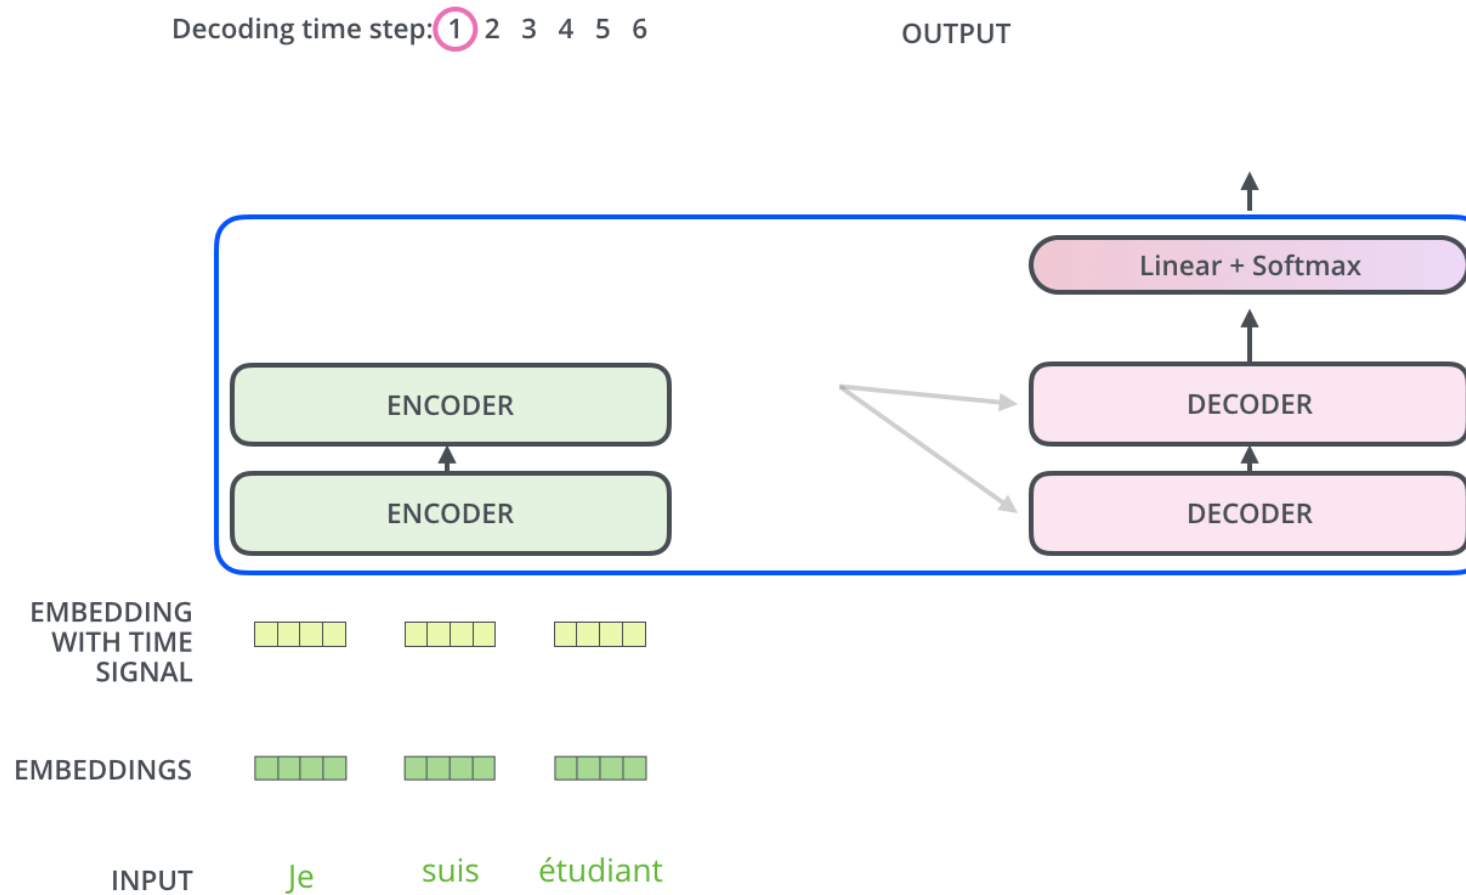 Decoding time step: 1 2 3 4 5 6
OUTPUT
Linear + Softmax
ENCODER
DECODER
ENCODER
DECODER
EMBEDDING
WITH TIME
SIGNAL
EMBEDDINGS
INPUT Je suis étudiant